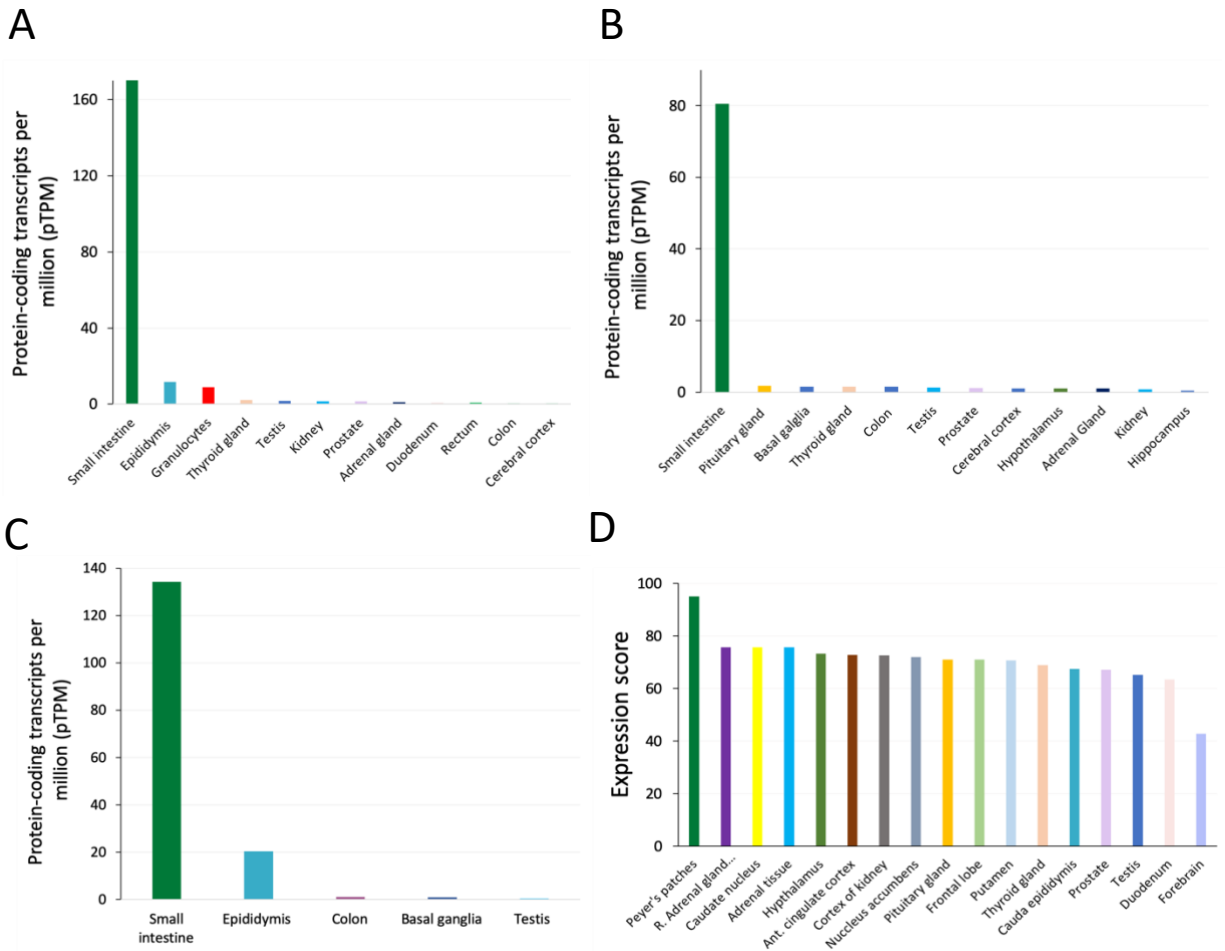 A
Protein-coding transcripts per
million (pTPM)
160
120
80
40
0
Small intestine
Epididymis
Granulocytes
Thyroid gland
Testis
Kidney
Prostate
Adrenal gland
Duodenum
Rectum
Colon
Cerebral cortex
B
Protein-coding transcripts per
million (pTPM)
80
60
40
20
0
Small intestine
Pituitary gland
Basal galglia
Thyroid gland
Colon
Testis
Prostate
Cerebral cortex
Hypothalamus
Adrenal Gland
Kidney
Hippocampus
C
Protein-coding transcripts per
million (pTPM)
140
120
100
80
60
40
20
0
Small
intestine
Epididymis
Colon
Basal ganglia
Testis
D
Expression score
100
80
60
40
20
0
Peyer's patches
R. Adrenal gland...
Caudate nucleus
Adrenal tissue
Hypthalamus
Ant. cingulate cortex
Cortex of kidney
Nuccleus accumbens
Pituitary gland
Frontal lobe
Putamen
Thyroid gland
Cauda epididymis
Prostate
Testis
Duodenum
Forebrain